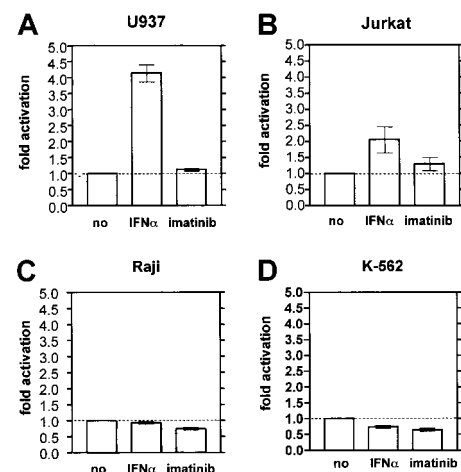 A
U937
fold activation
5.0
4.5
4.0
3.5
3.0
2.5
2.0
1.5
1.0
0.5
0.0
no IFNα imatinib
B
Jurkat
fold activation
5.0
4.5
4.0
3.5
3.0
2.5
2.0
1.5
1.0
0.5
0.0
no IFNα imatinib
C
Raji
fold activation
5.0
4.5
4.0
3.5
3.0
2.5
2.0
1.5
1.0
0.5
0.0
no IFNα imatinib
D
K-562
fold activation
5.0
4.5
4.0
3.5
3.0
2.5
2.0
1.5
1.0
0.5
0.0
no IFNα imatinib